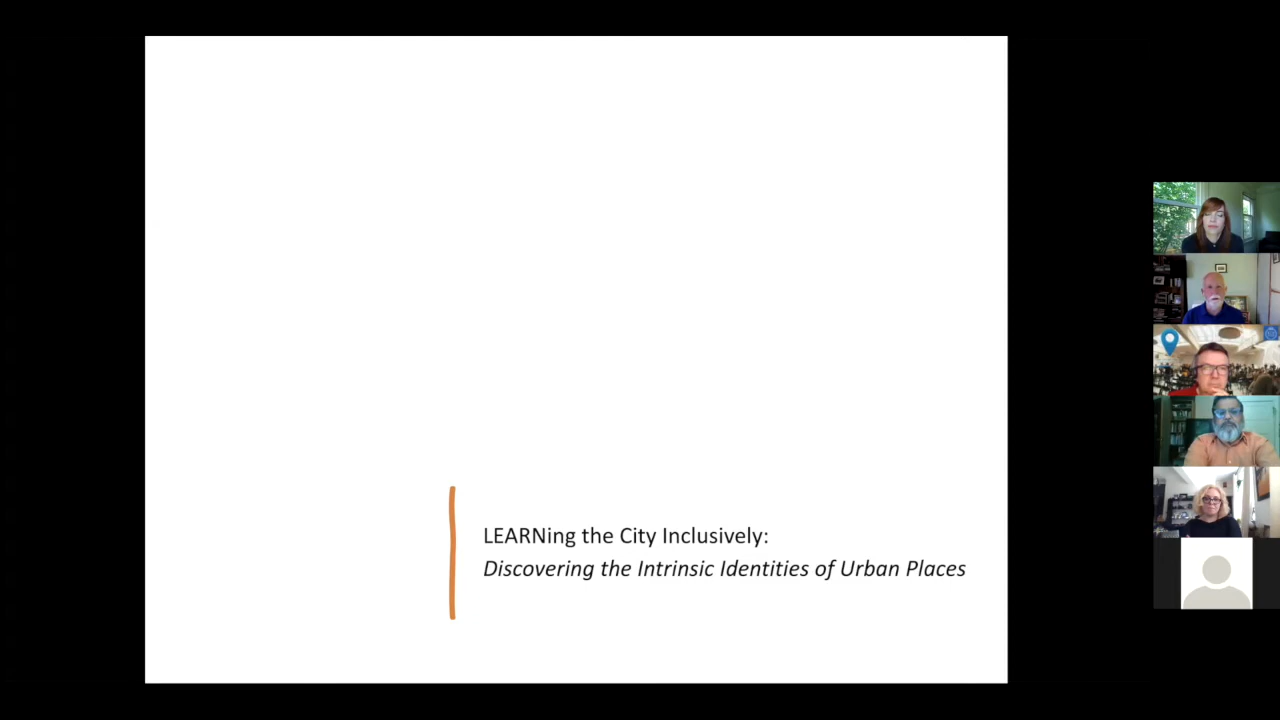 LEARNing the City Inclusively:
Discovering the Intrinsic Identities of Urban Places